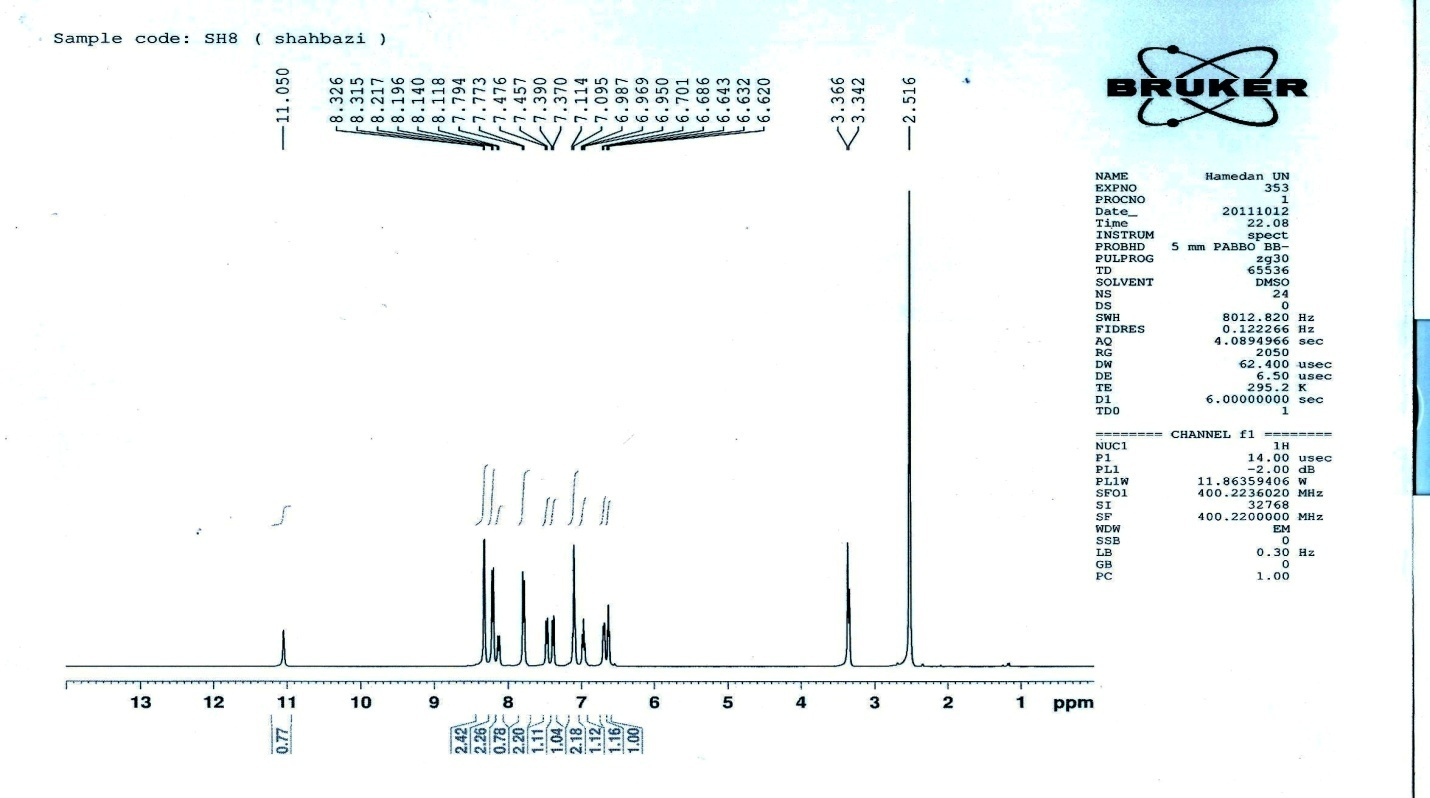 Sample code: SH8 ( shahbazi )
11.050
8.326
8.315
8.217
8.196
8.140
8.118
7.794
7.773
7.476
7.457
7.390
7.370
7.114
7.095
6.987
6.969
6.950
6.701
6.686
6.643
6.632
6.620
3.366
3.342
2.516
BRUKER
NAME Hamedan UN
EXPNO 353
PROCNO 1
Date_ 20111012
Time 22.08
INSTRUM spect
PROBHD 5 mm PABBO BB-
PULPROG zg30
TD 65536
SOLVENT DMSO
NS 24
DS 0
SWH 8012.820 Hz
FIDRES 0.122266 Hz
AQ 4.0894966 sec
RG 2050
DW 62.400 usec
DE 6.50 usec
TE 295.2 K
D1 6.00000000 sec
TD0 1
======== CHANNEL f1 ========
NUC1 1H
P1 14.00 usec
PL1 -2.00 dB
PL1W 11.86359406 W
SFO1 400.2236020 MHz
SI 32768
SF 400.2200000 MHz
WDW EM
SSB 0
LB 0.30 Hz
GB 0
PC 1.00
13 12 11 10 9 8 7 6 5 4 3 2 1 ppm
0.77
2.42
2.26
0.78
2.20
1.11
1.04
2.18
1.12
1.16
1.00